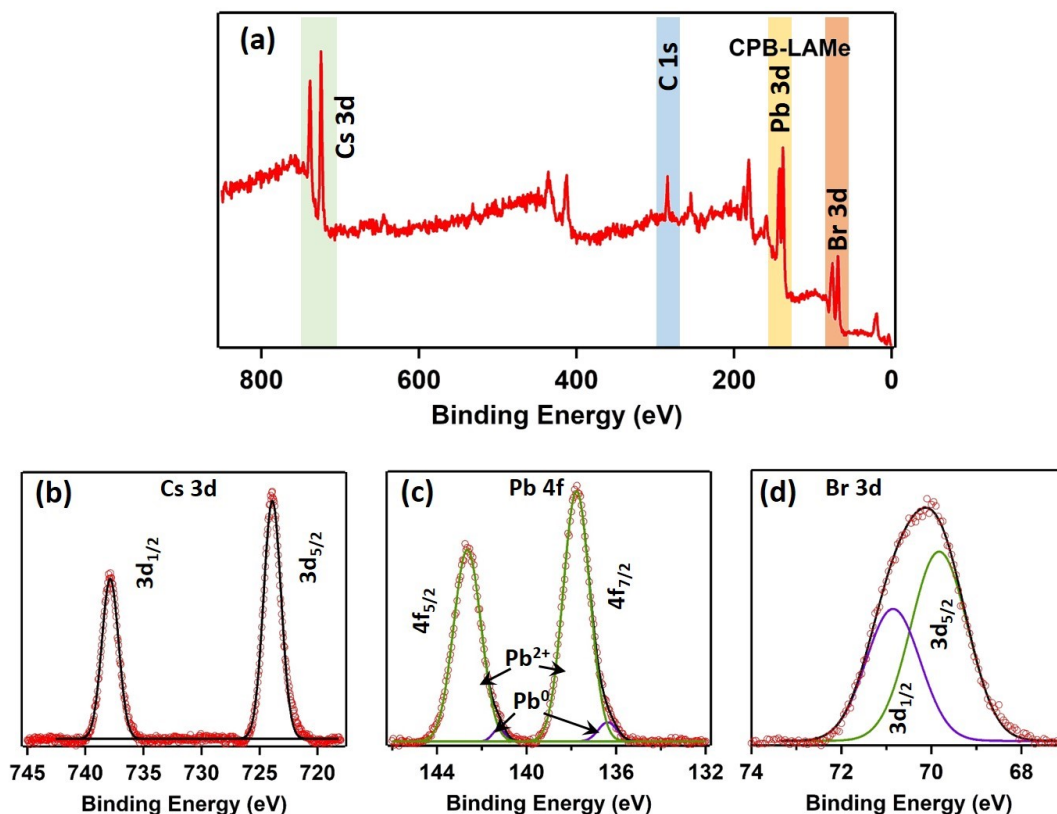 (a)
CPB-LAMe
Cs 3d
C 1s
Pb 3d
Br 3d
800 600 400 200 0
Binding Energy (eV)
(b) Cs 3d
3d1/2
3d5/2
745 740 735 730 725 720
Binding Energy (eV)
(c) Pb 4f
4f5/2
4f7/2
Pb2+
Pb0
144 140 136 132
Binding Energy (eV)
(d) Br 3d
3d5/2
3d1/2
74 72 70 68
Binding Energy (eV)